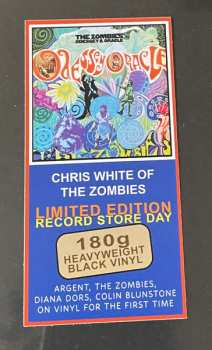 THE ZOMBIES
ODESSEY & ORACLE
ODESSEY ORACLE
CHRIS WHITE OF
THE ZOMBIES
LIMITED EDITION
RECORD STORE DAY
180g
HEAVYWEIGHT
BLACK VINYL
ARGENT, THE ZOMBIES,
DIANA DORS, COLIN BLUNSTONE
ON VINYL FOR THE FIRST TIME